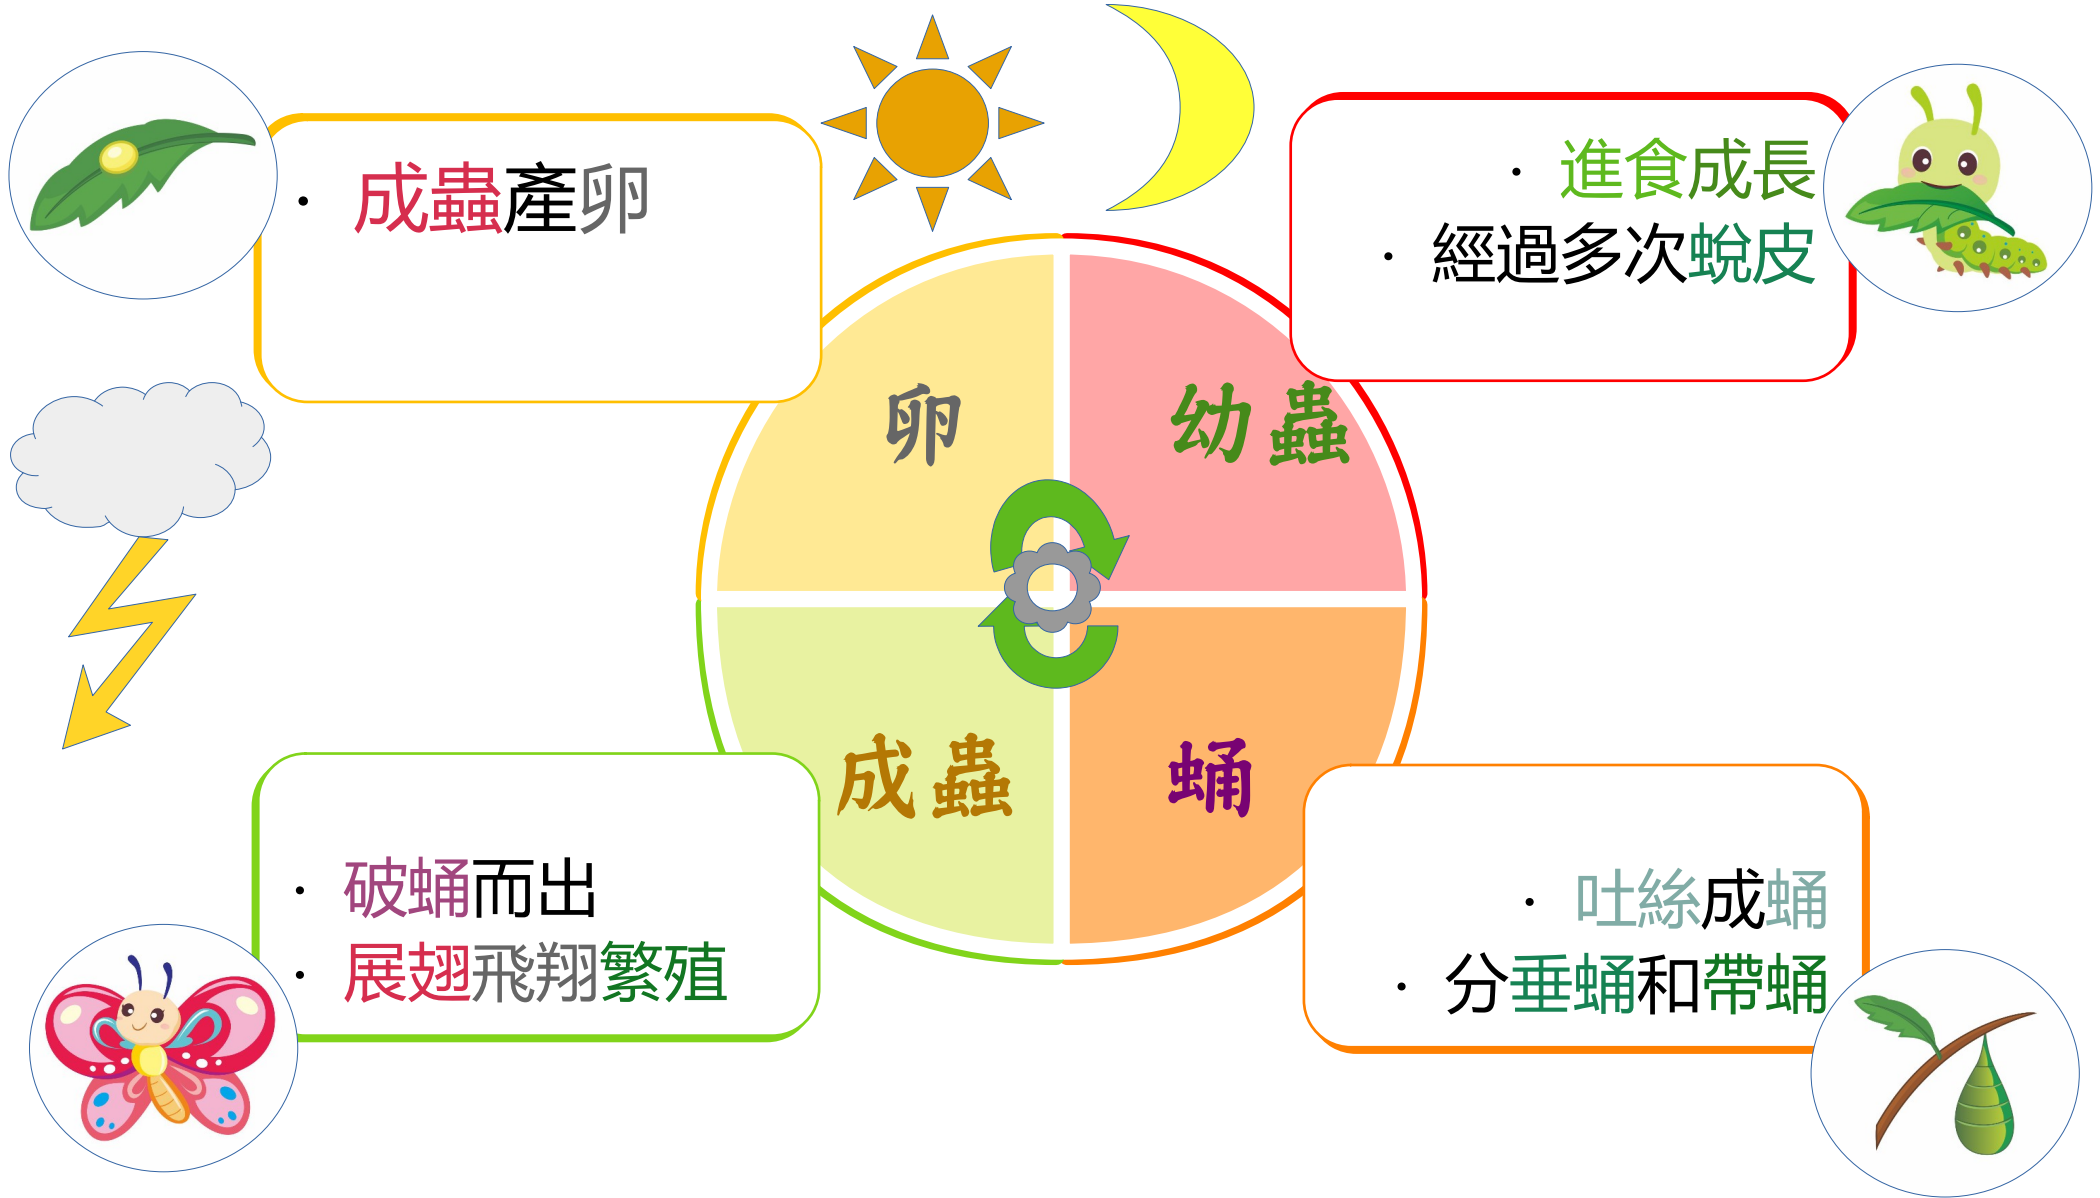 • 成蟲產卵
• 進食成長
• 經過多次蛻皮
卵
幼蟲
成蟲
蛹
• 破蛹而出
• 展翅飛翔繁殖
• 吐絲成蛹
• 分垂蛹和帶蛹